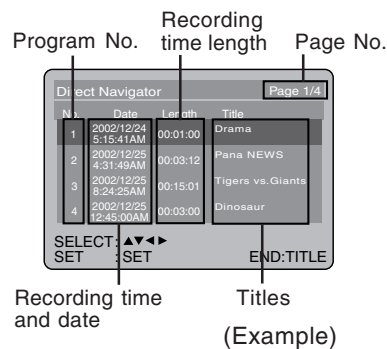 Recording
Program No. time length Page No.
Direct Navigator Page 1/4
No. Date Length Title
1 2002/12/24 5:15:41AM 00:01:00 Drama
2 2002/12/25 4:31:49AM 00:03:12 Pana NEWS
3 2002/12/25 8:24:25AM 00:15:01 Tigers vs.Giants
4 2002/12/25 12:45:00AM 00:03:00 Dinosaur
SELECT: ▲▼◄►
SET : SET END:TITLE
Recording time Titles
and date
(Example)